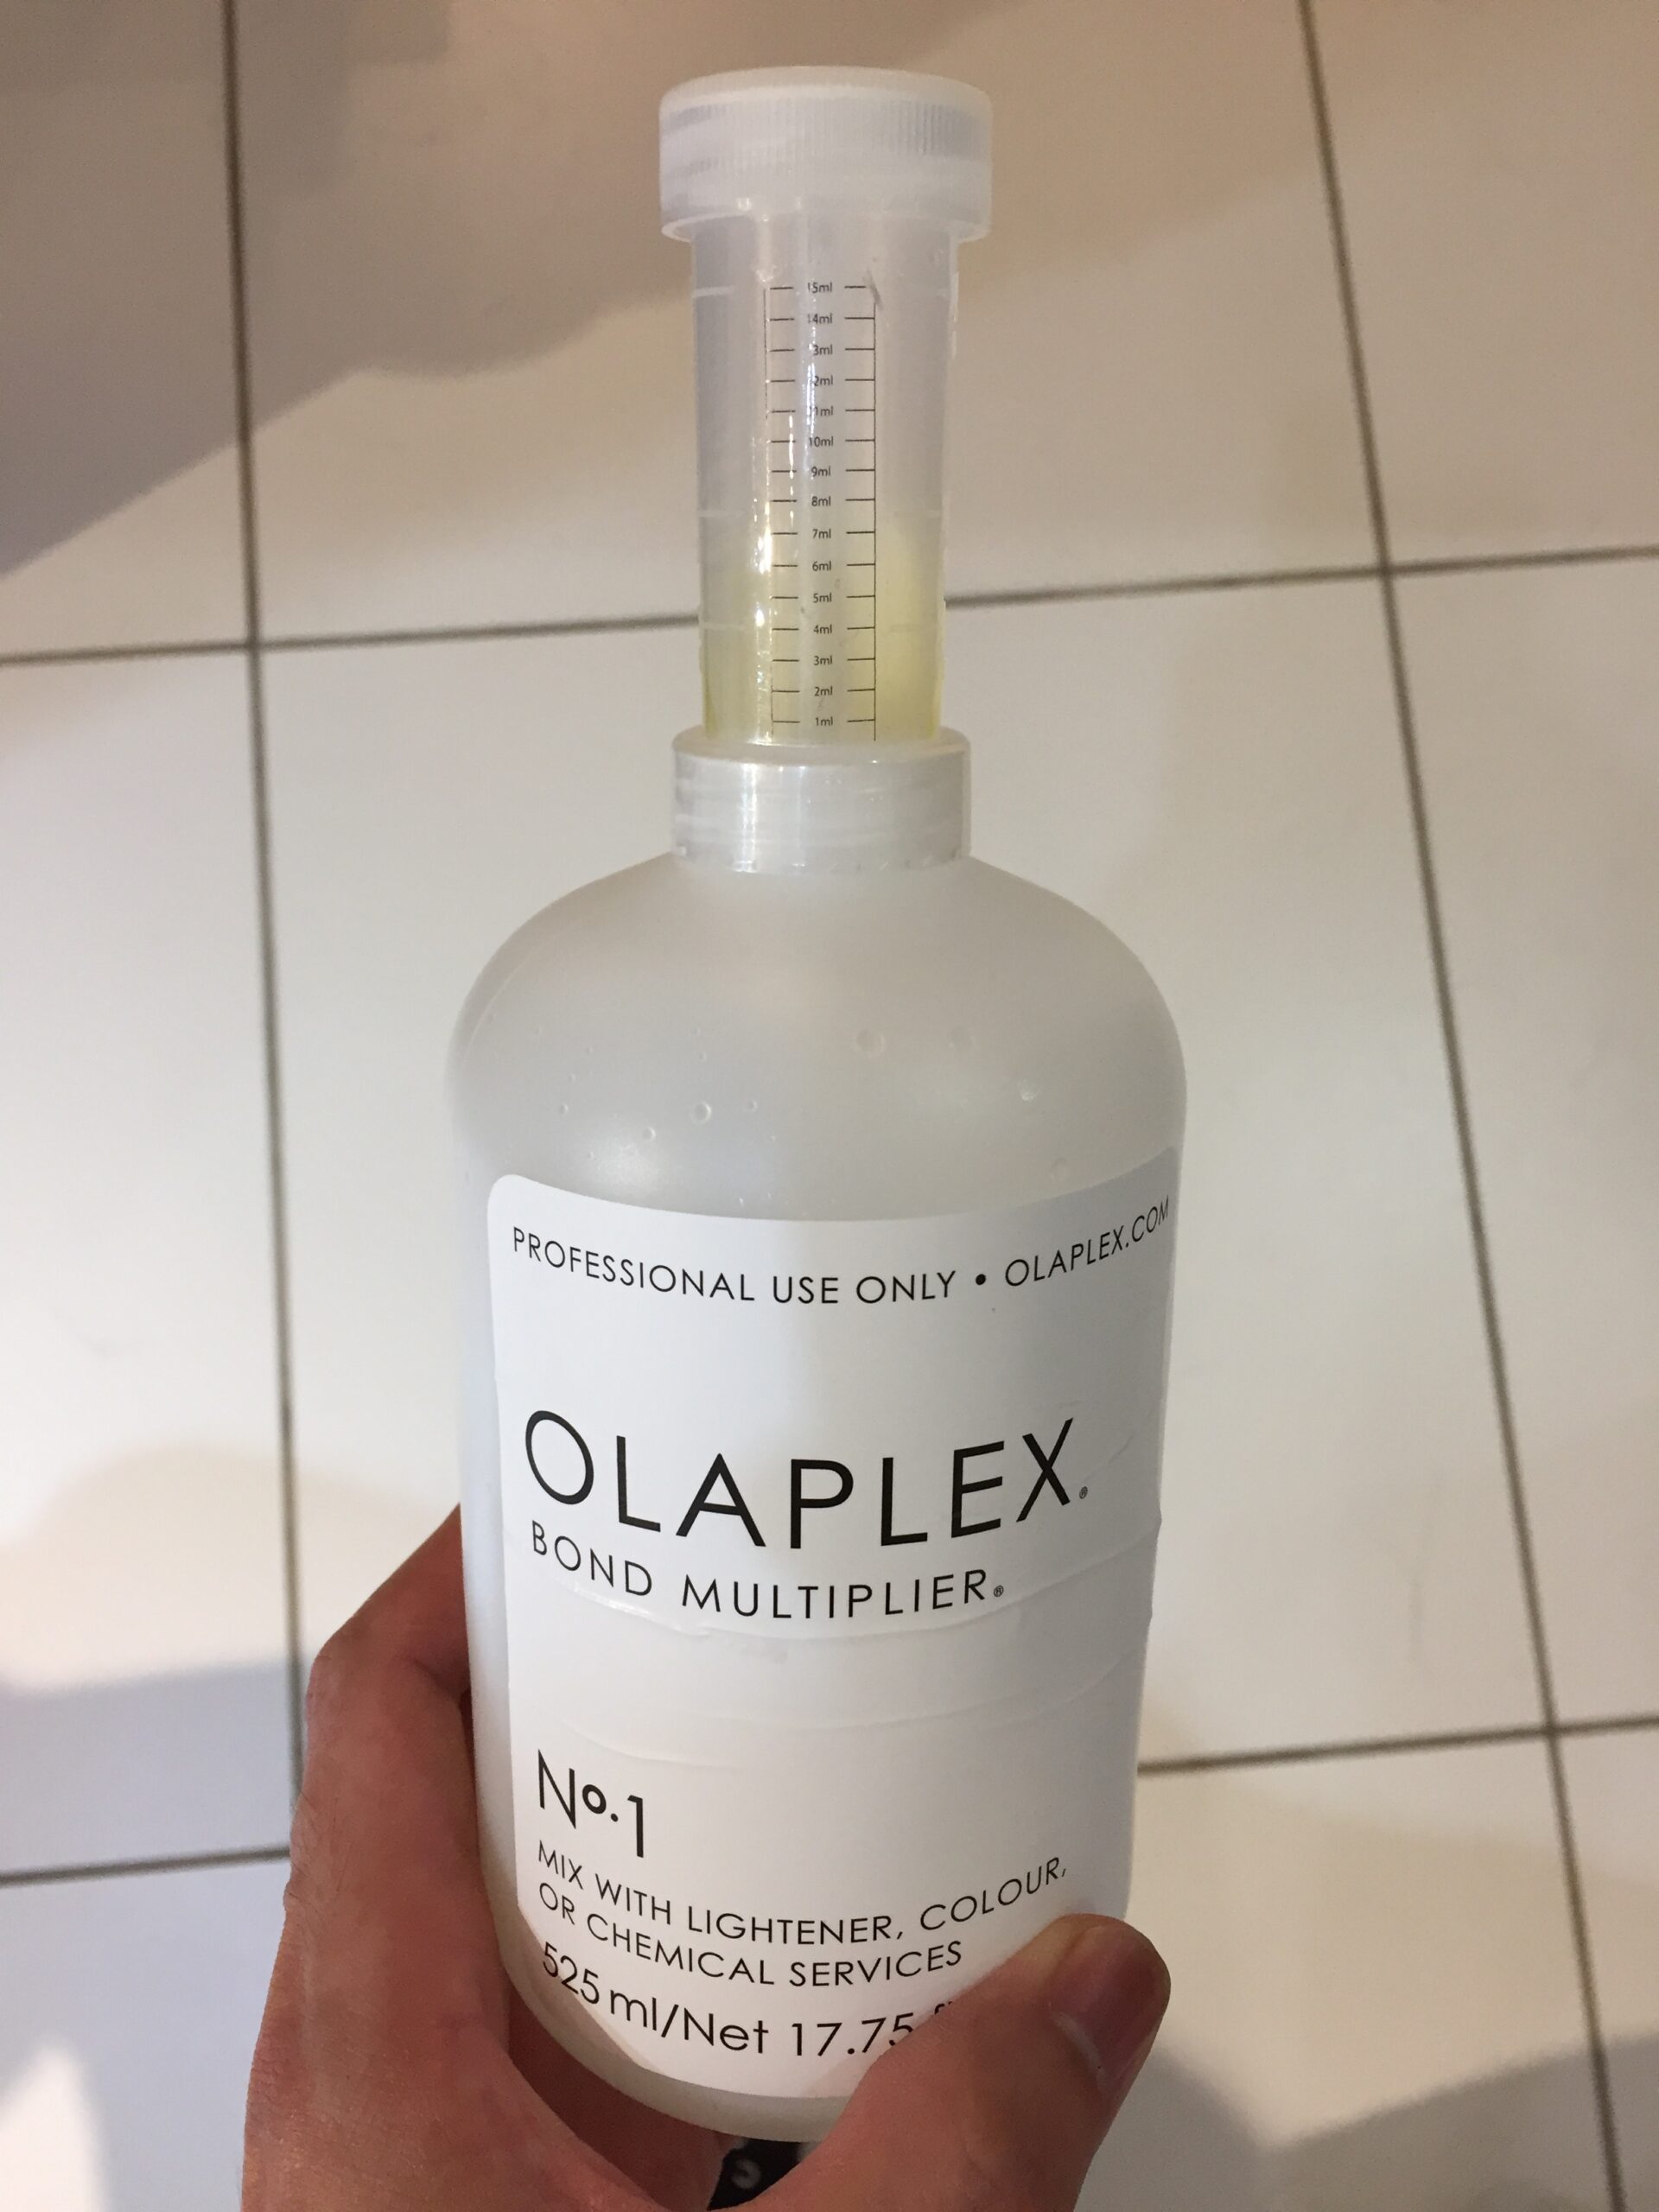 15ml
14ml
13ml
12ml
11ml
10ml
9ml
8ml
7ml
6ml
5ml
4ml
3ml
2ml
1ml
PROFESSIONAL USE ONLY • OLAPLEX.COM
OLAPLEX®
BOND MULTIPLIER®
No.1
MIX WITH LIGHTENER, COLOUR,
OR CHEMICAL SERVICES
525 ml/Net 17.75